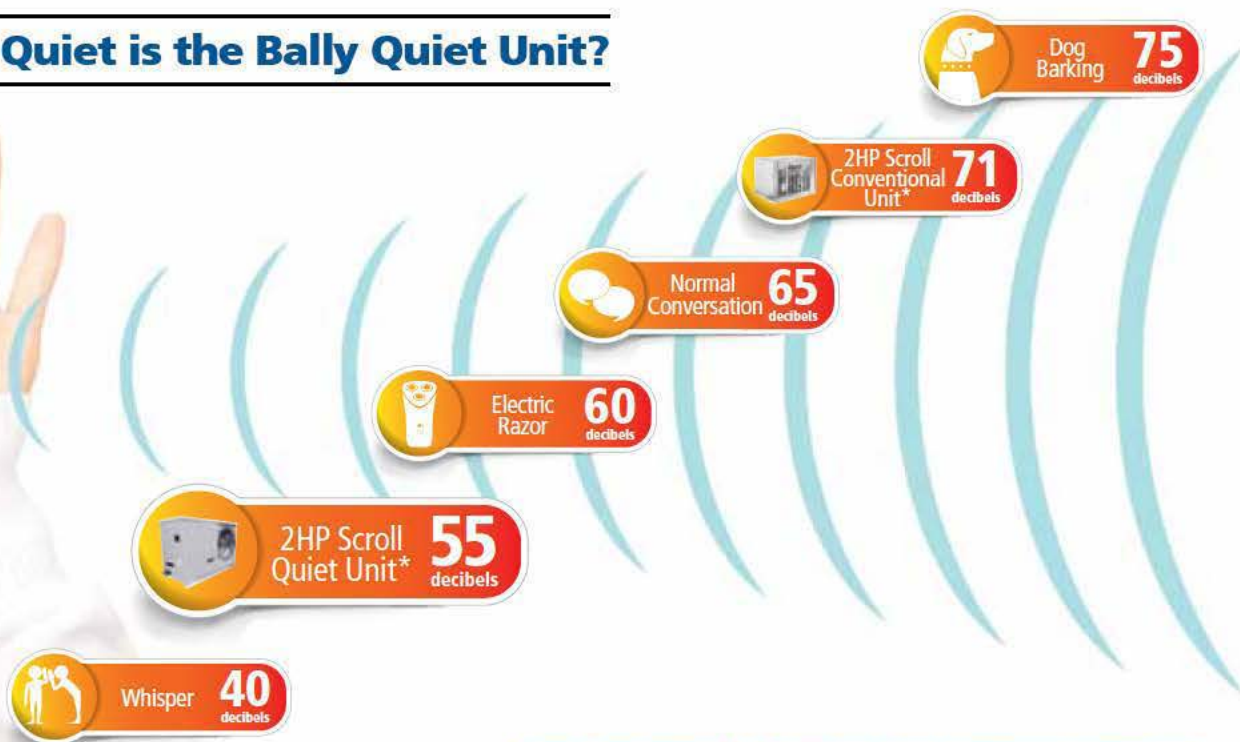 Quiet is the Bally Quiet Unit?
Dog
Barking
75
decibels
2HP Scroll
Conventional
Unit*
71
decibels
Normal
Conversation
65
decibels
Electric
Razor
60
decibels
2HP Scroll
Quiet Unit*
55
decibels
Whisper
40
decibels